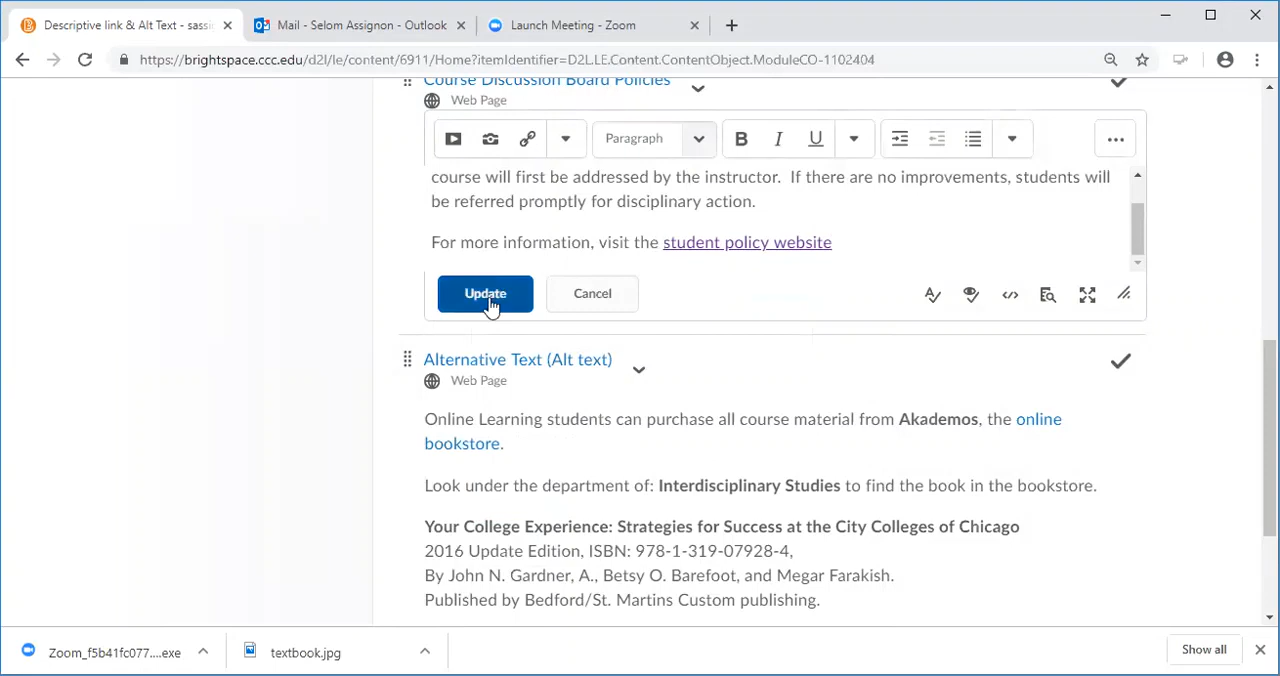 Descriptive link & Alt Text - sassi
Mail - Selom Assignon - Outlook
Launch Meeting - Zoom
https://brightspace.ccc.edu/d2l/le/content/6911/Home?itemIdentifier=D2L.LE.Content.ContentObject.ModuleCO-1102404
Course Discussion Board Policies
Web Page
Paragraph
B I U
course will first be addressed by the instructor. If there are no improvements, students will
be referred promptly for disciplinary action.
For more information, visit the student policy website
Update
Cancel
Alternative Text (Alt text)
Web Page
Online Learning students can purchase all course material from Akademos, the online
bookstore.
Look under the department of: Interdisciplinary Studies to find the book in the bookstore.
Your College Experience: Strategies for Success at the City Colleges of Chicago
2016 Update Edition, ISBN: 978-1-319-07928-4,
By John N. Gardner, A., Betsy O. Barefoot, and Megar Farakish.
Published by Bedford/St. Martins Custom publishing.
Zoom_f5b41fc077....exe
textbook.jpg
Show all